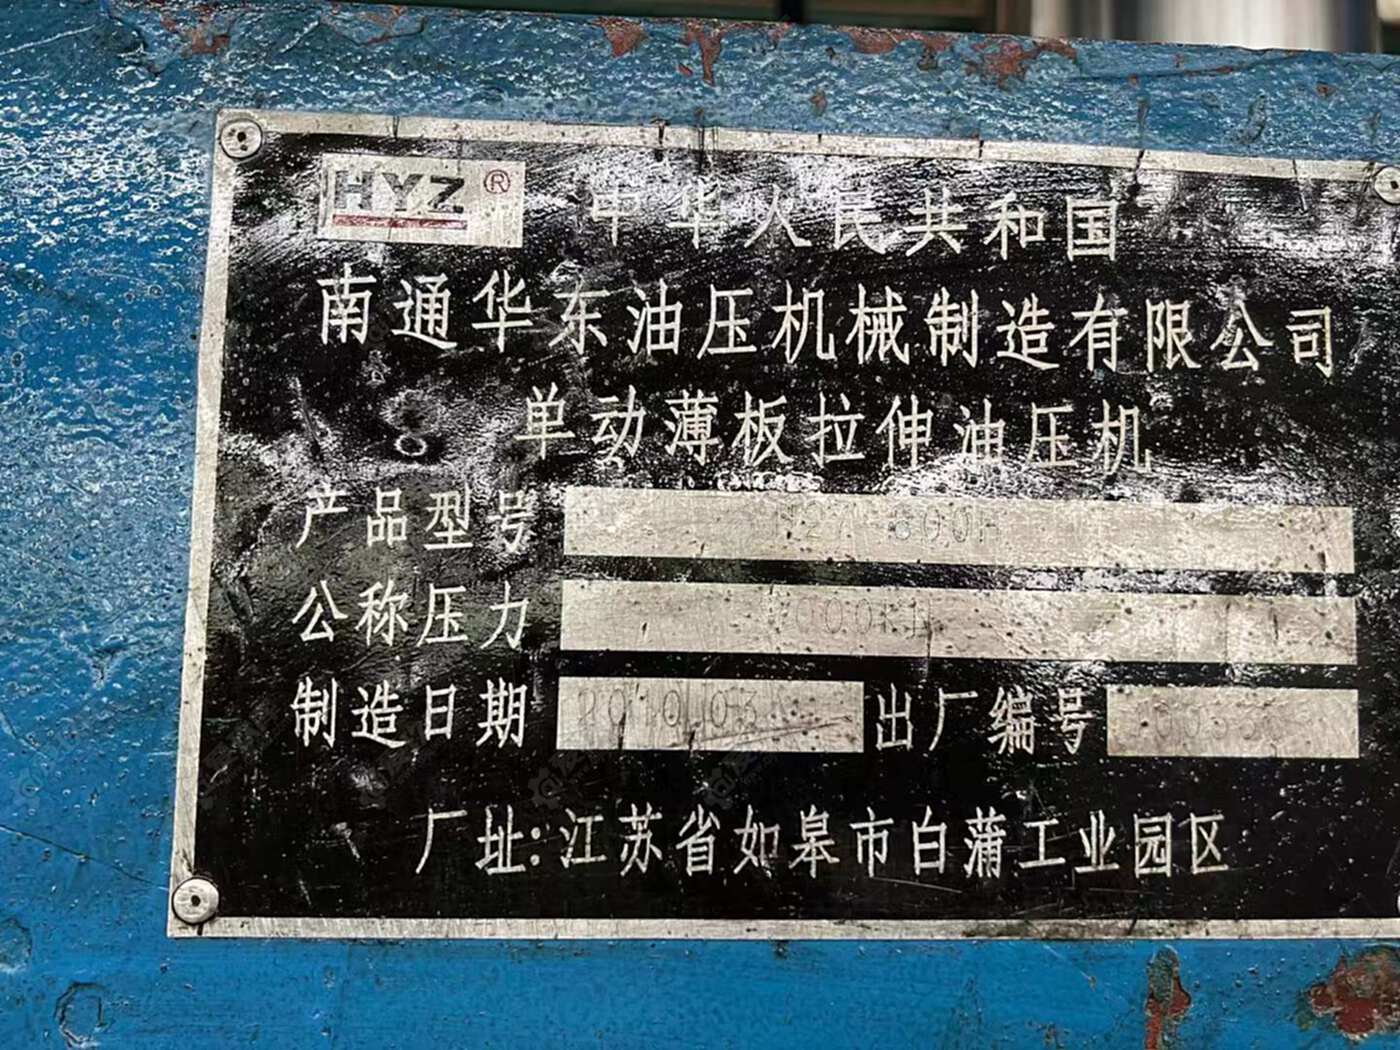 HYZ®
中华人民共和国
南通华东油压机械制造有限公司
单动薄板拉伸油压机
产品型号
公称压力
制造日期 2010.03 出厂编号
厂址:江苏省如皋市白蒲工业园区